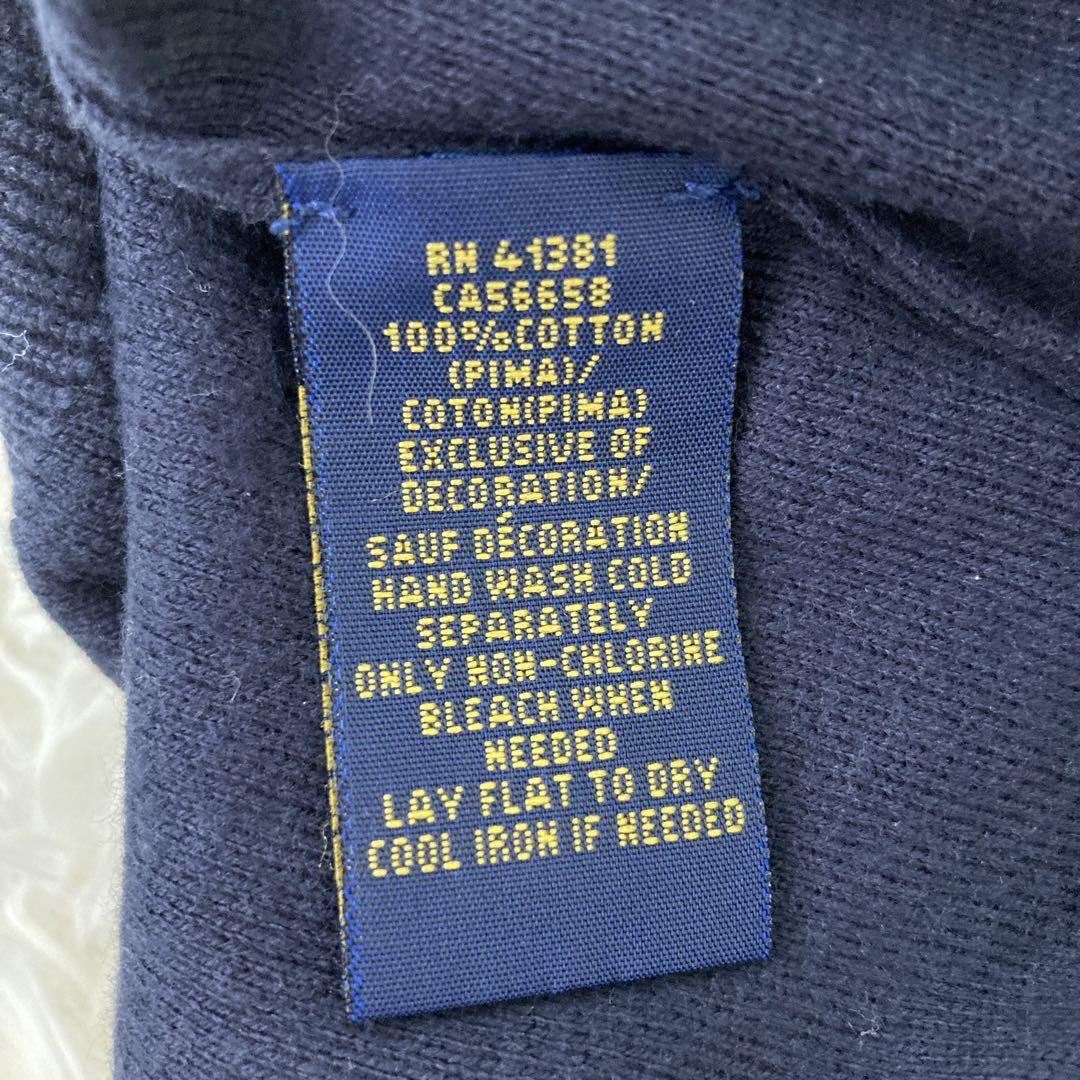 RN 41381
CA56658
100%COTTON
(PIMA)/
COTON(PIMA)
EXCLUSIVE OF
DECORATION/
SAUF DÉCORATION
HAND WASH COLD
SEPARATELY
ONLY NON-CHLORINE
BLEACH WHEN
NEEDED
LAY FLAT TO DRY
COOL IRON IF NEEDED